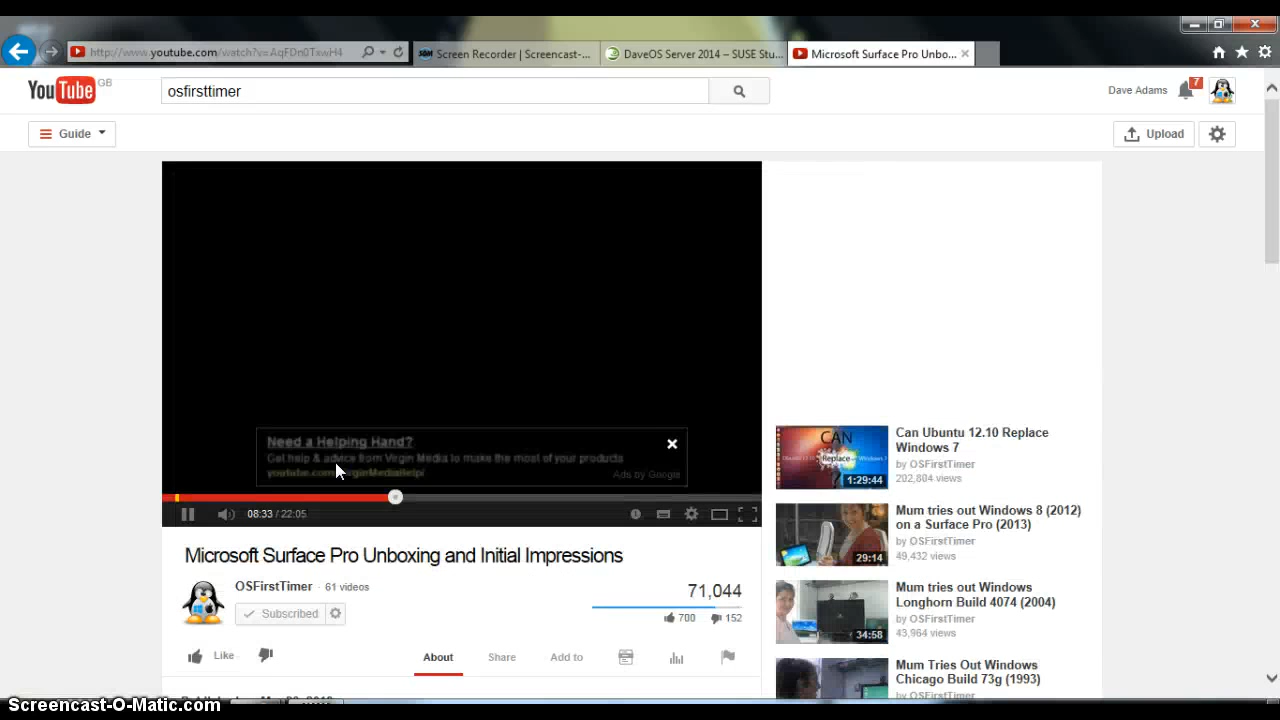 http://www.youtube.com/watch?v=AqFDn0TxwH4
Screen Recorder | Screencast-...
DaveOS Server 2014 – SUSE Stu...
Microsoft Surface Pro Unbo...
YouTube GB
osfirsttimer
Dave Adams
7
Guide
Upload
Need a Helping Hand?
Get help & advice from Virgin Media to make the most of your products
Ads by Google
08:33 / 22:05
Microsoft Surface Pro Unboxing and Initial Impressions
OSFirstTimer · 61 videos
Subscribed
71,044
700
152
Like
About
Share
Add to
CAN
Replace
1:29:44
Can Ubuntu 12.10 Replace
Windows 7
by OSFirstTimer
202,804 views
29:14
Mum tries out Windows 8 (2012)
on a Surface Pro (2013)
by OSFirstTimer
49,432 views
34:58
Mum tries out Windows
Longhorn Build 4074 (2004)
by OSFirstTimer
43,964 views
Mum Tries Out Windows
Chicago Build 73g (1993)
by OSFirstTimer
Screencast-O-Matic.com